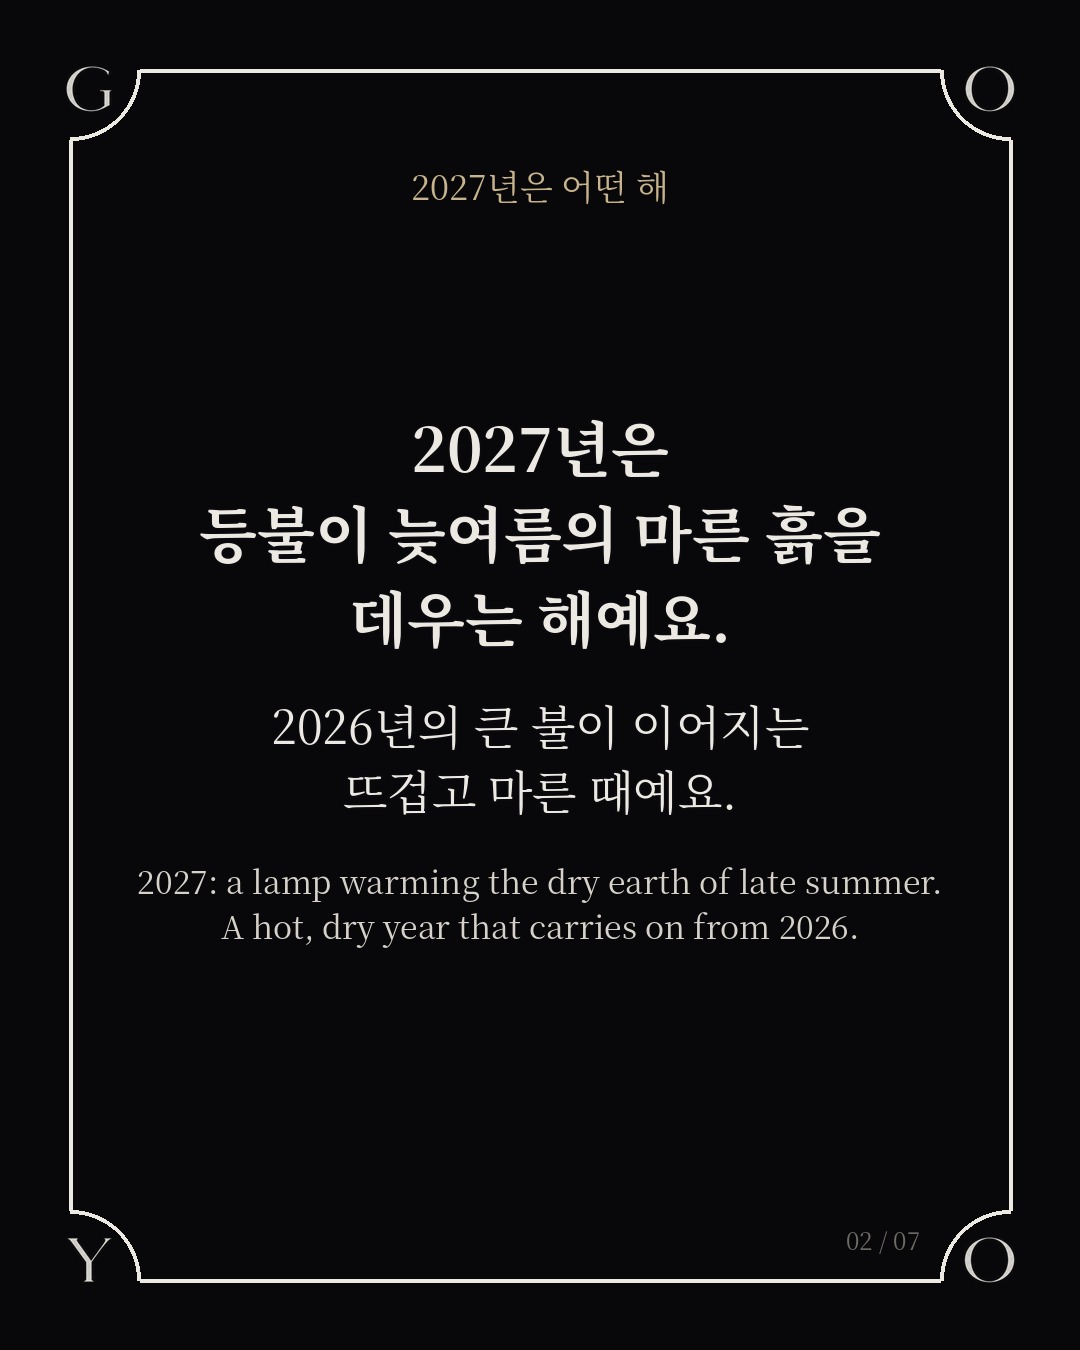 G O
2027년은 어떤 해
2027년은
등불이 늦여름의 마른 흙을
데우는 해예요.
2026년의 큰 불이 이어지는
뜨겁고 마른 때예요.
2027: a lamp warming the dry earth of late summer.
A hot, dry year that carries on from 2026.
02 / 07
Y O